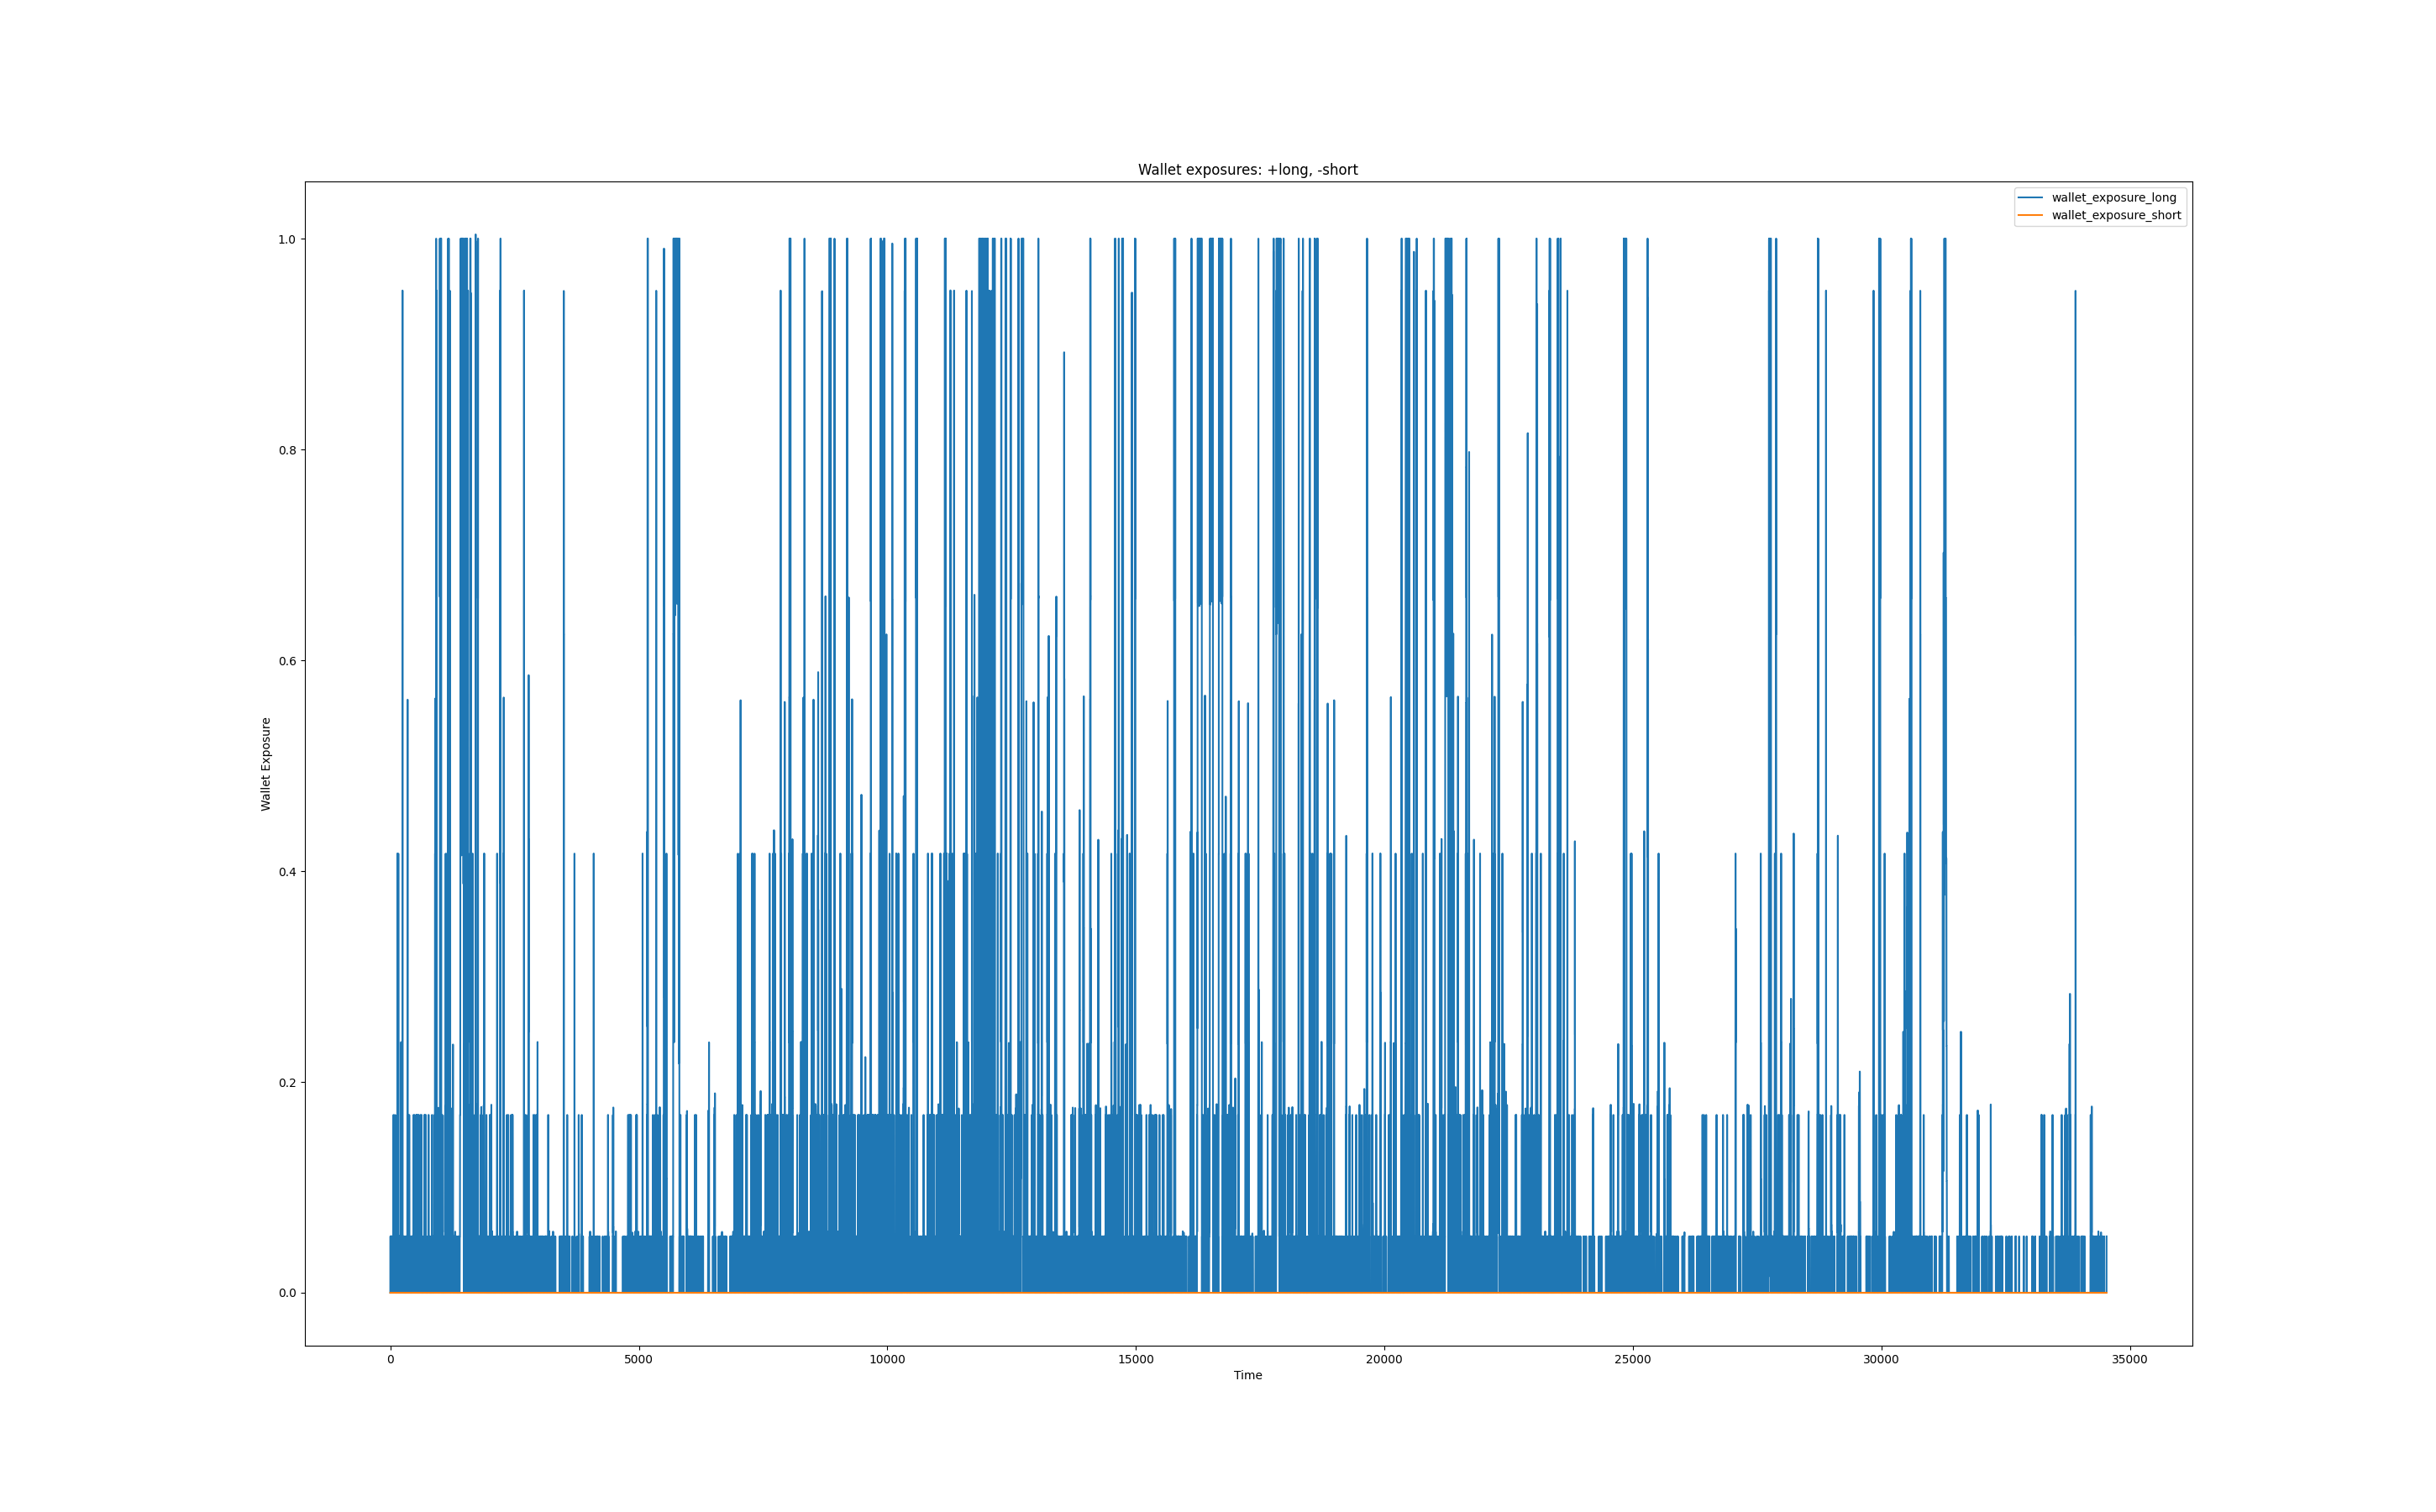 Wallet exposures: +long, -short
wallet_exposure_long
wallet_exposure_short
1.0
0.8
0.6
0.4
0.2
0.0
Wallet Exposure
0 5000 10000 15000 20000 25000 30000 35000
Time